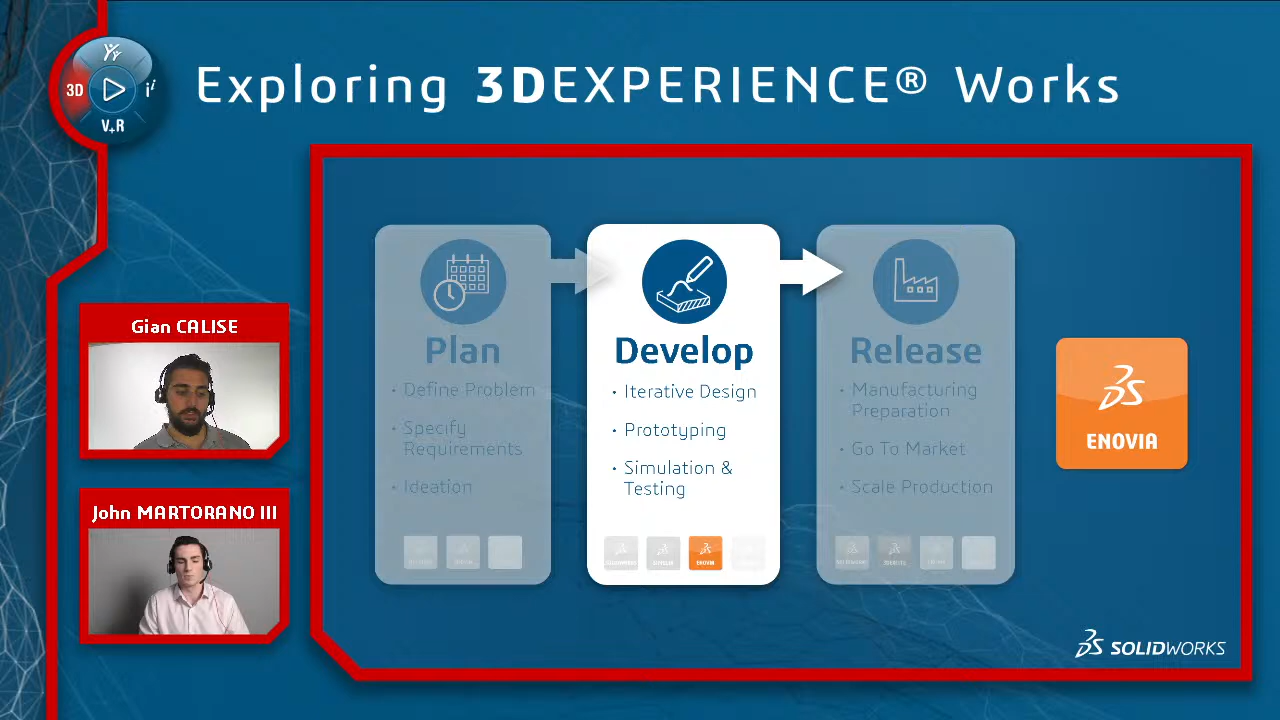 3D
V+R
Exploring 3DEXPERIENCE® Works
Gian CALISE
John MARTORANO III
Plan
• Define Problem
• Specify
Requirements
• Ideation
Develop
• Iterative Design
• Prototyping
• Simulation &
Testing
ENOVIA
Release
• Manufacturing
Preparation
• Go To Market
• Scale Production
ENOVIA
SOLIDWORKS